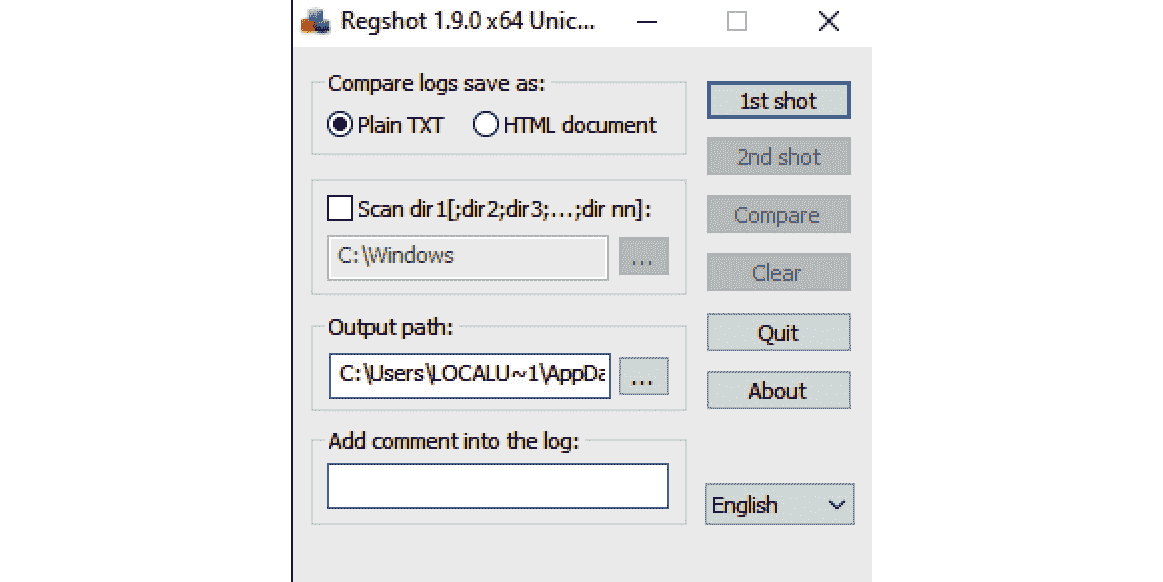 Regshot 1.9.0 x64 Unic...
Compare logs save as:
Plain TXT
HTML document
1st shot
2nd shot
Scan dir1[;dir2;dir3;...;dir nn]:
C:\Windows
...
Compare
Clear
Output path:
C:\Users\LOCALU~1\AppDa
...
Quit
About
Add comment into the log:
English